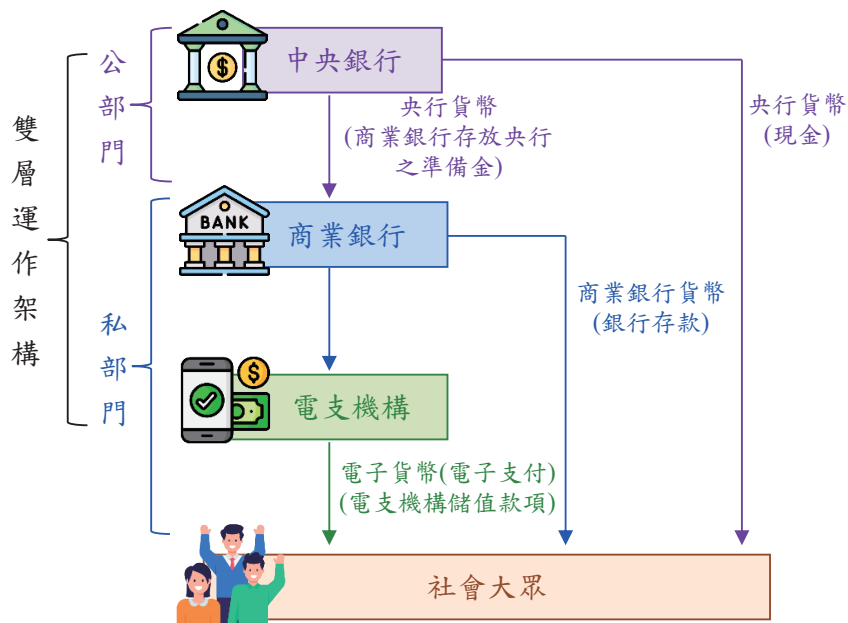 雙層運作架構
公部門
中央銀行
央行貨幣
(商業銀行存放央行
之準備金)
央行貨幣
(現金)
私部門
BANK
商業銀行
商業銀行貨幣
(銀行存款)
電支機構
電子貨幣(電子支付)
(電支機構儲值款項)
社會大眾